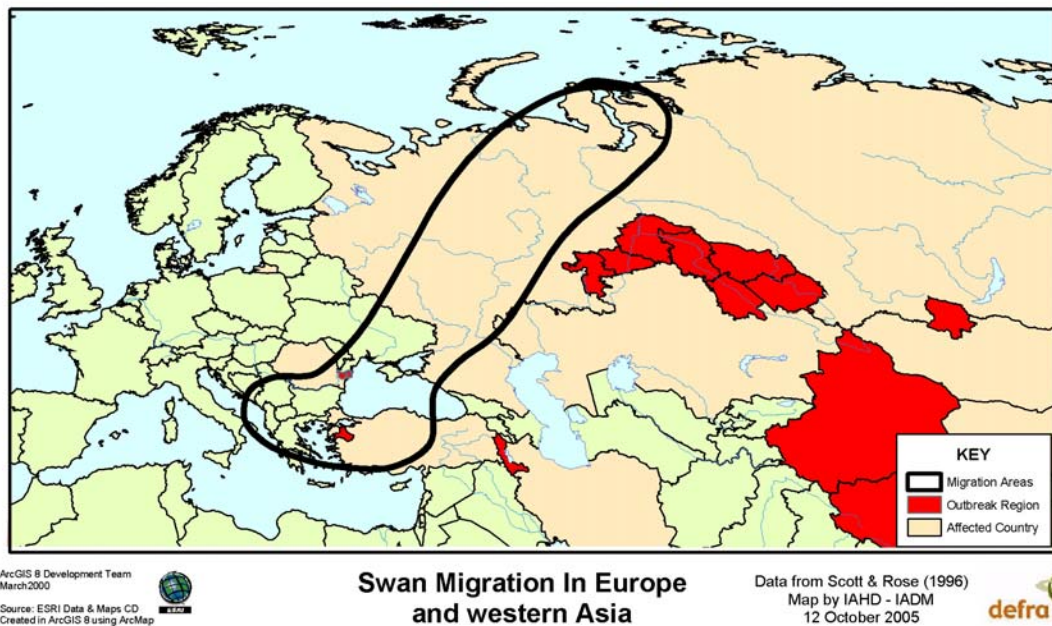 KEY
Migration Areas
Outbreak Region
Affected Country
ArcGIS 8 Development Team
March2000
Source: ESRI Data & Maps CD
Created in ArcGIS 8 using ArcMap
ESRI
Swan Migration In Europe
and western Asia
Data from Scott & Rose (1996)
Map by IAHD - IADM
12 October 2005
defra